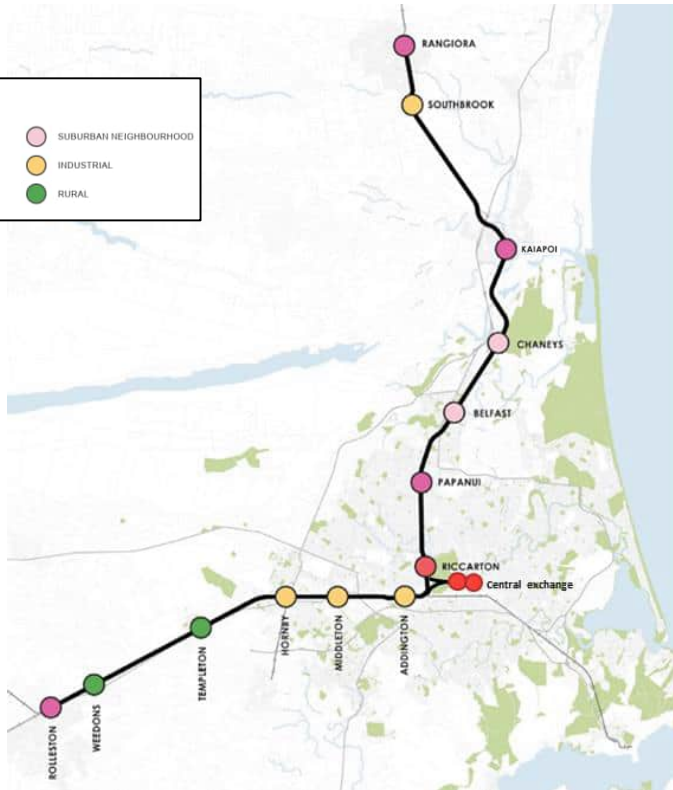 RANGIORA
SOUTHBROOK
SUBURBAN NEIGHBOURHOOD
INDUSTRIAL
RURAL
KAIAPOI
CHANEYS
BELFAST
PAPANUI
RICCARTON
Central exchange
HORNBY
MIDDLETON
ADDINGTON
TEMPLETON
WEEDONS
ROLLESTON